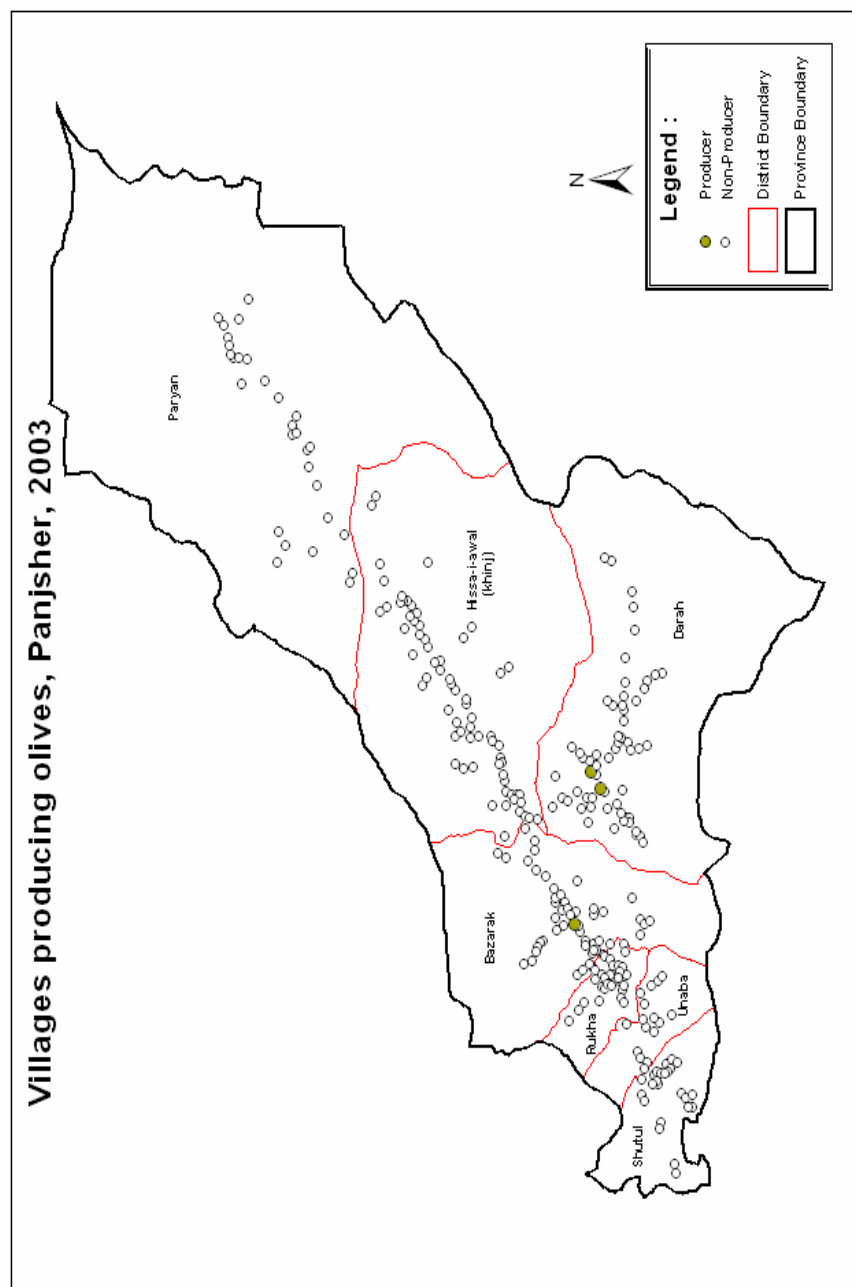 Villages producing olives, Panjsher, 2003
Paryan
Hissa-i-awal
(khinj)
Darah
Bazarak
Rukha
Unaba
Shutul
N
Legend :
Producer
Non-Producer
District Boundary
Province Boundary